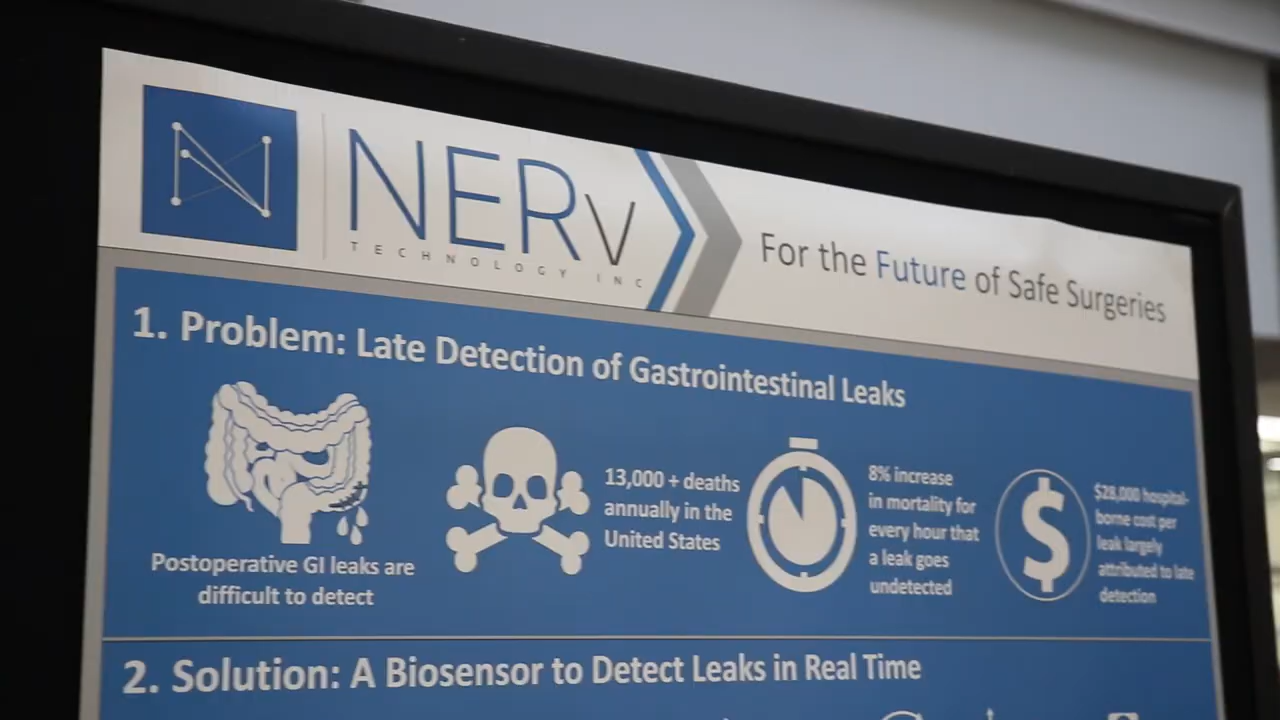 NERv
TECHNOLOGY INC
For the Future of Safe Surgeries
1. Problem: Late Detection of Gastrointestinal Leaks
Postoperative GI leaks are
difficult to detect
13,000 + deaths
annually in the
United States
8% increase
in mortality for
every hour that
a leak goes
undetected
$
$28,000 hospital-
borne cost per
leak largely
attributed to late
detection
2. Solution: A Biosensor to Detect Leaks in Real Time